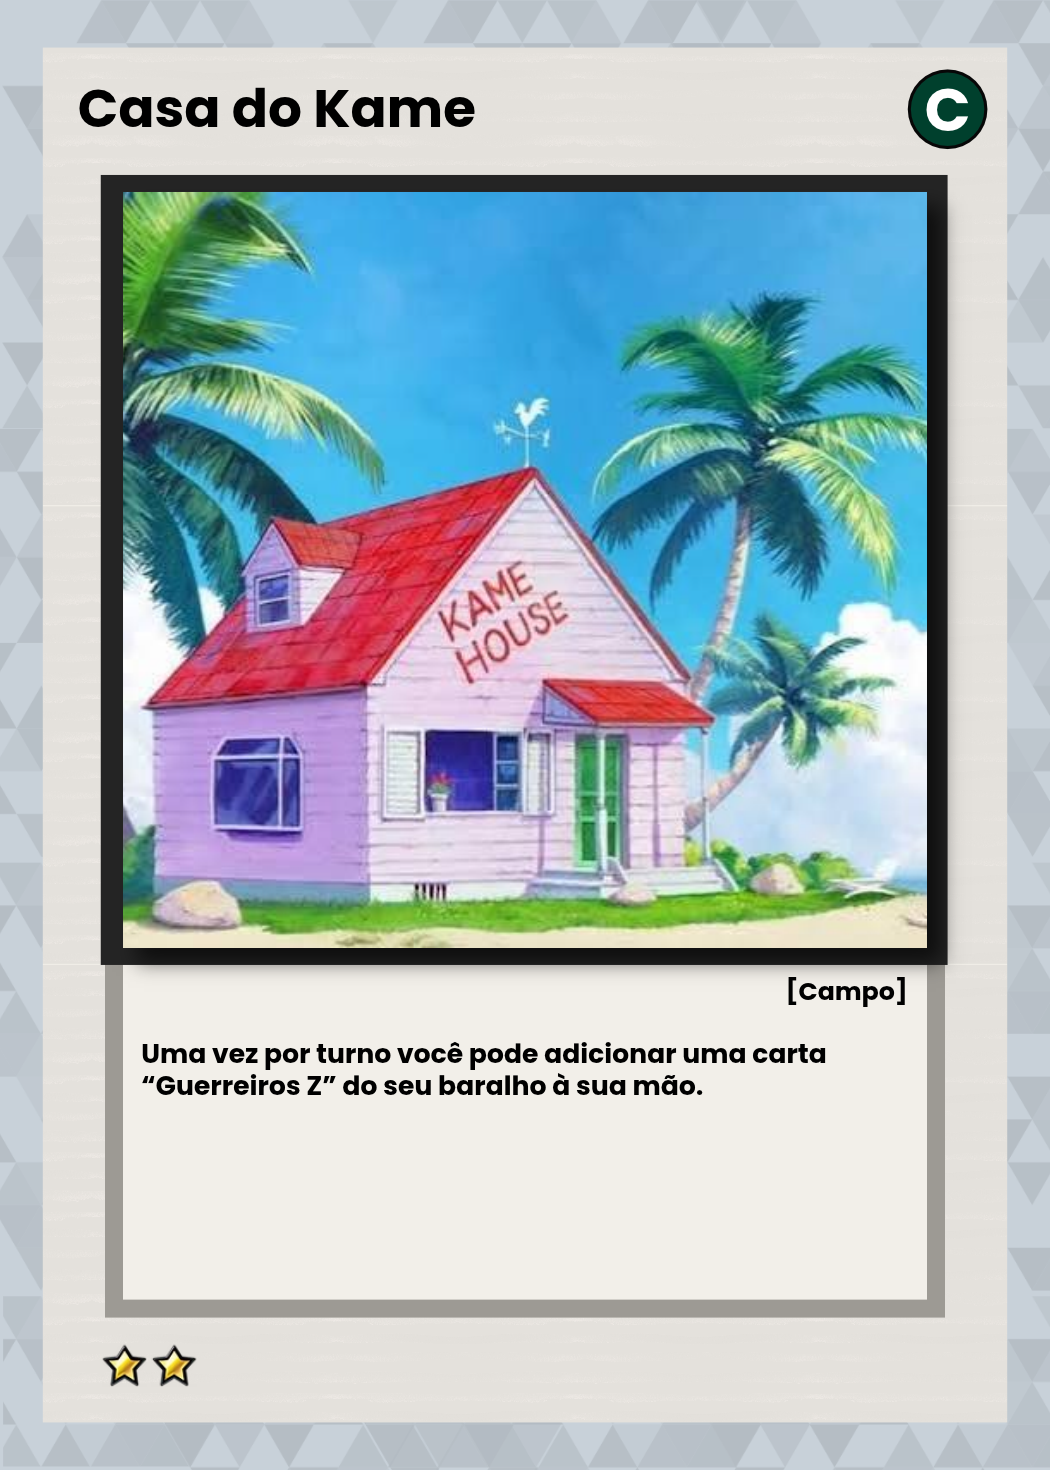 Casa do Kame
C
KAME
HOUSE
[Campo]
Uma vez por turno você pode adicionar uma carta
“Guerreiros Z” do seu baralho à sua mão.